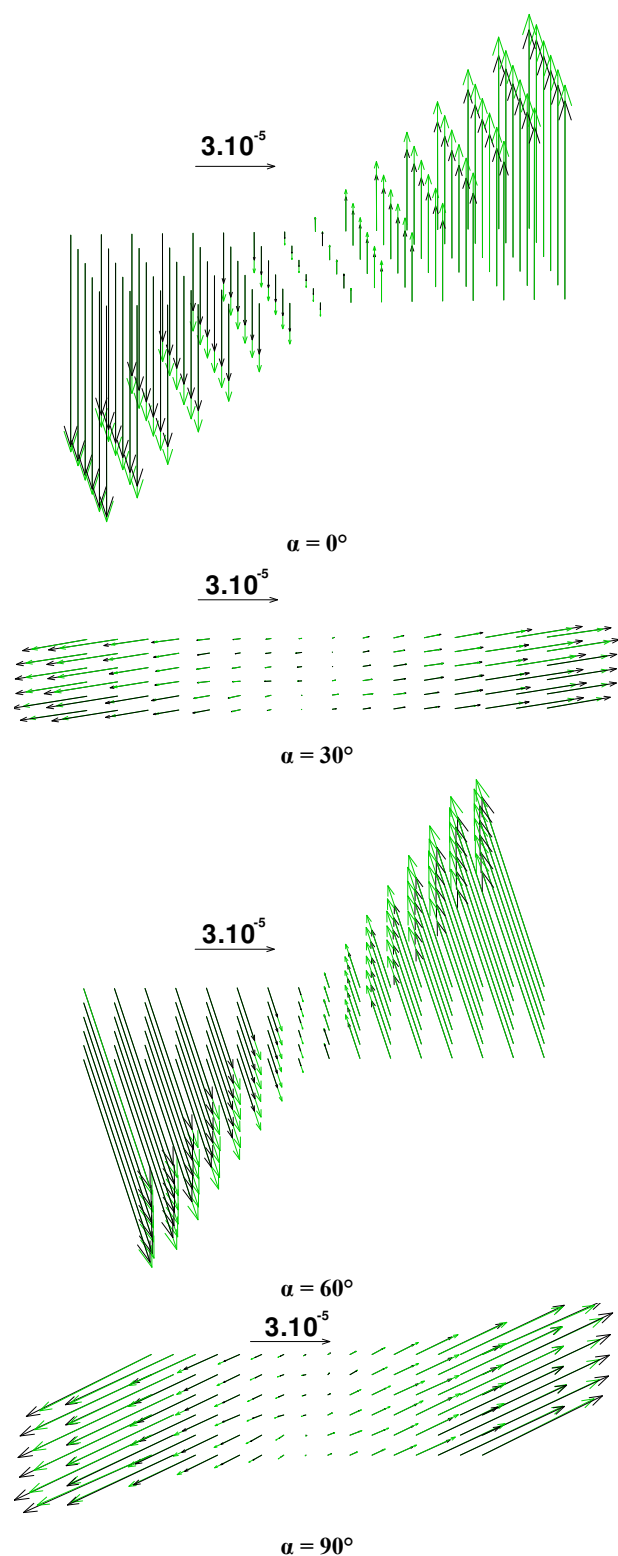 3.10-5
α = 0°
3.10-5
α = 30°
3.10-5
α = 60°
3.10-5
α = 90°